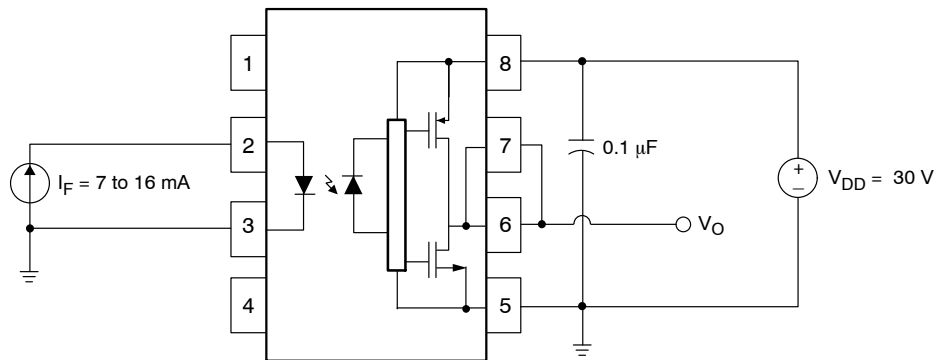 1
8
2
7
I_F = 7 to 16 mA
0.1 μF
+
–
V_DD = 30 V
3
6
V_O
4
5